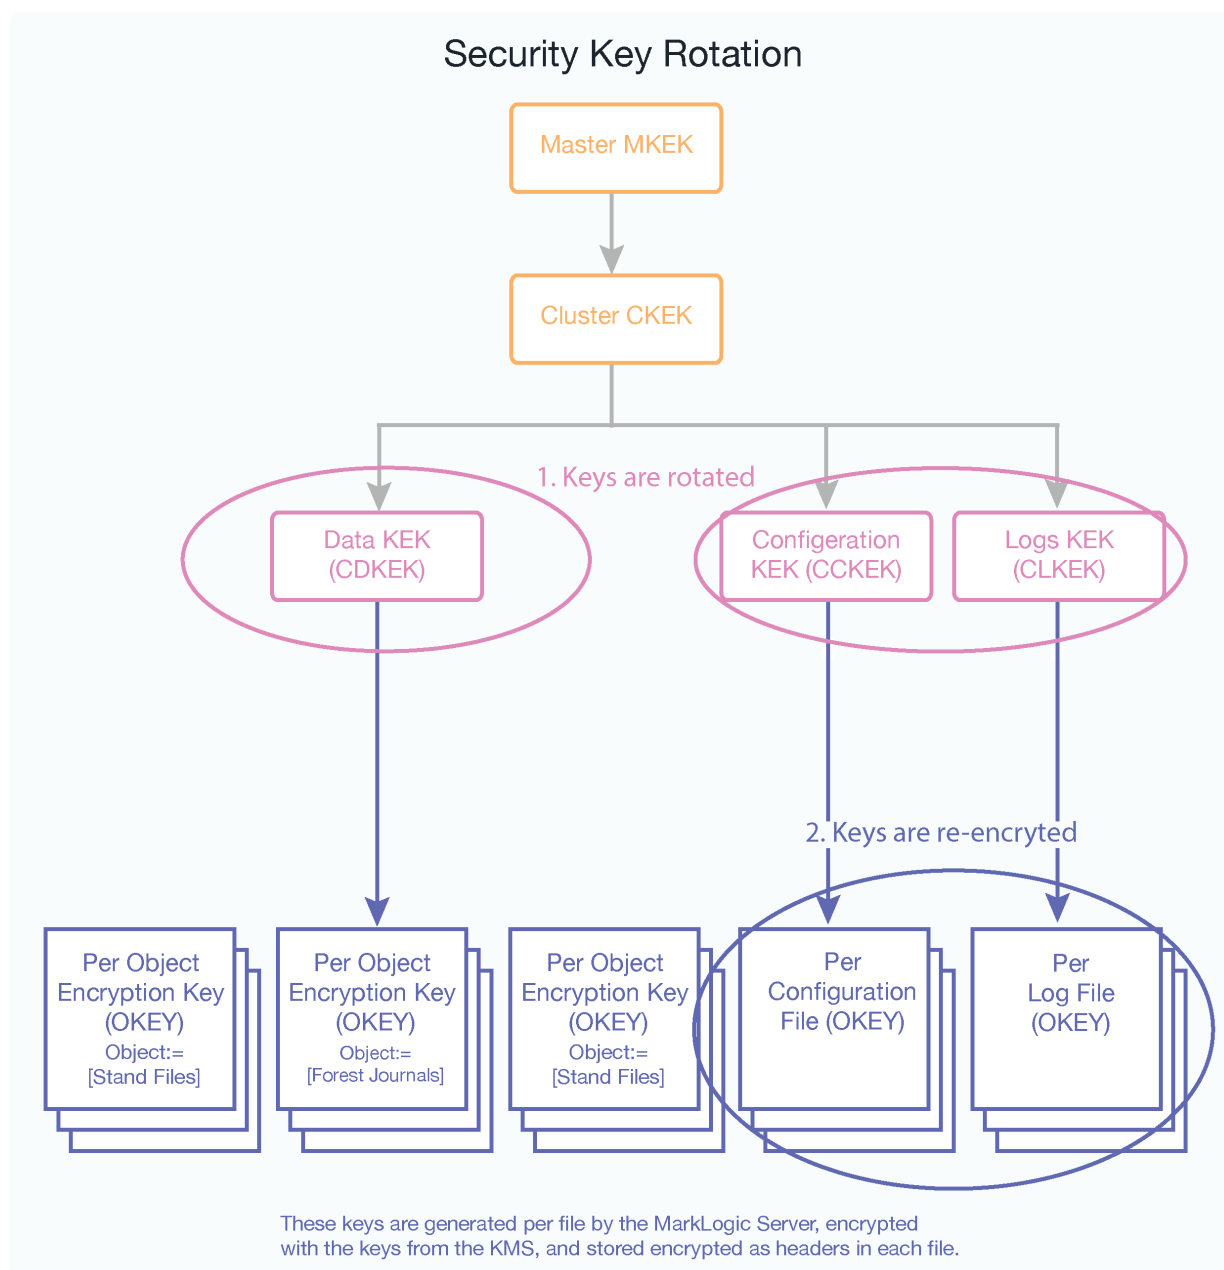 Security Key Rotation
Master MKEK
Cluster CKEK
1. Keys are rotated
Data KEK
(CDKEK)
Configeration
KEK (CCKEK)
Logs KEK
(CLKEK)
2. Keys are re-encryted
Per Object
Encryption Key
(OKEY)
Object:=
[Stand Files]
Per Object
Encryption Key
(OKEY)
Object:=
[Forest Journals]
Per Object
Encryption Key
(OKEY)
Object:=
[Stand Files]
Per
Configuration
File (OKEY)
Per
Log File
(OKEY)
These keys are generated per file by the MarkLogic Server, encrypted
with the keys from the KMS, and stored encrypted as headers in each file.